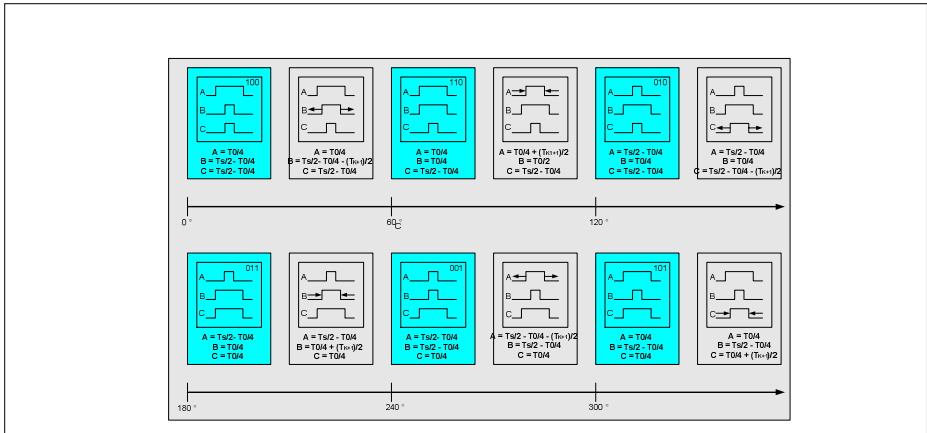 100
A
B
C
A = T0/4
B = Ts/2- T0/4
C = Ts/2- T0/4
A
B
C
A = T0/4
B = Ts/2- T0/4 - (TK+1)/2
C = Ts/2 - T0/4
110
A
B
C
A = T0/4
B = T0/4
C = Ts/2 - T0/4
A
B
C
A = T0/4 + (TK1+1)/2
B = T0/2
C = Ts/2 - T0/4
010
A
B
C
A = Ts/2- T0/4
B = T0/4
C = Ts/2 - T0/4
A
B
C
A = Ts/2 - T0/4
B = T0/4
C = Ts/2 - T0/4 - (TK+1)/2
0 °
60 °
C
120 °
011
A
B
C
A = Ts/2 - T0/4
B = T0/4
C = T0/4
A
B
C
A = Ts/2 - T0/4
B = T0/4 + (TK+1)/2
C = T0/4
001
A
B
C
A = Ts/2- T0/4
B = Ts/2 - T0/4
C = T0/4
A
B
C
A = Ts/2 - T0/4 - (TK+1)/2
B = Ts/2 - T0/4
C = T0/4
101
A
B
C
A = T0/4
B = Ts/2 - T0/4
C = T0/4
A
B
C
A = T0/4
B = Ts/2 - T0/4
C = T0/4 + (TK+1)/2
180 °
240 °
300 °